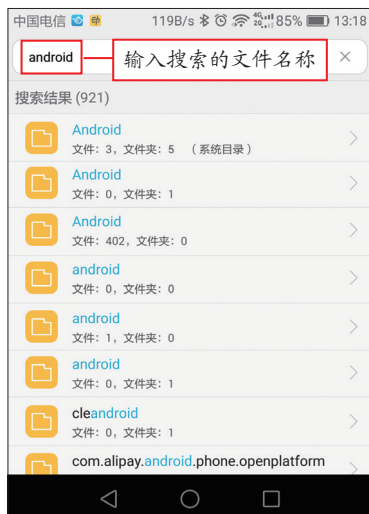 中国电信 119B/s 4G 2G 85% 13:18
android 输入搜索的文件名称
搜索结果 (921)
Android
文件: 3, 文件夹: 5 （系统目录）
Android
文件: 0, 文件夹: 1
Android
文件: 402, 文件夹: 0
android
文件: 0, 文件夹: 0
android
文件: 1, 文件夹: 0
android
文件: 0, 文件夹: 1
cleandroid
文件: 0, 文件夹: 1
com.alipay.android.phone.openplatform